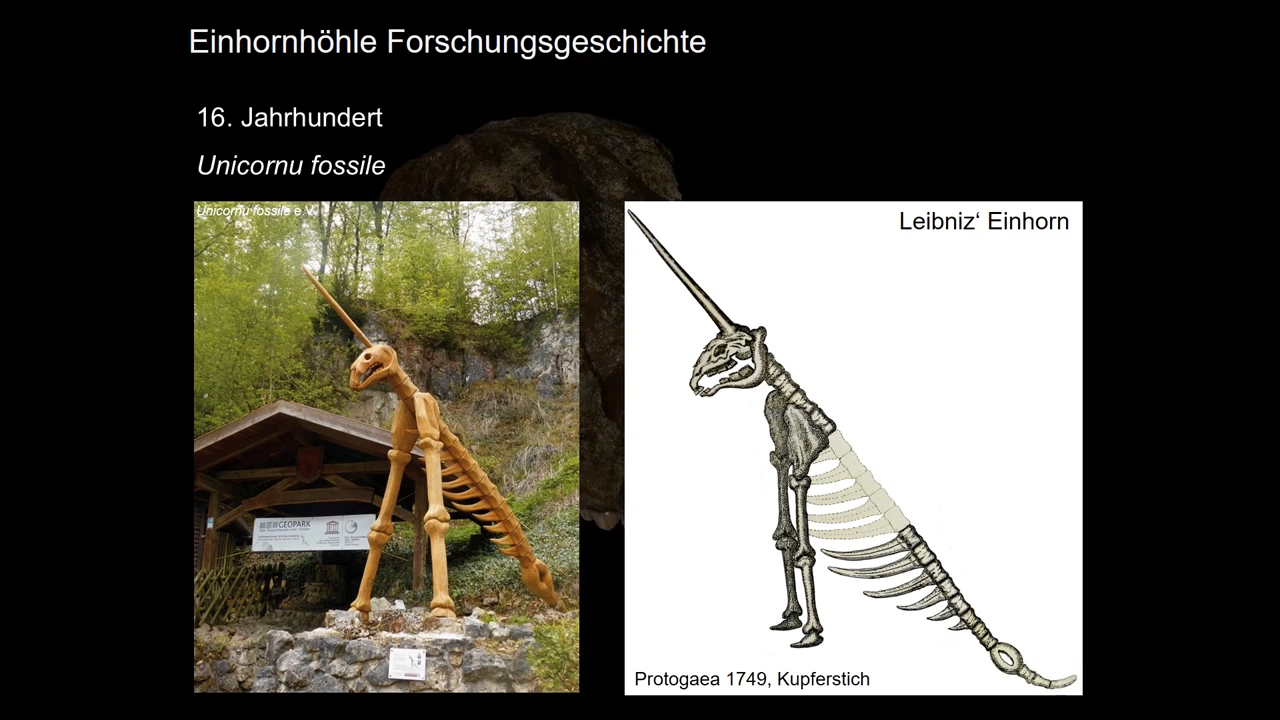 Einhornhöhle Forschungsgeschichte
16. Jahrhundert
Unicornu fossile
Unicornu fossile e.V.
Leibniz‘ Einhorn
GEOPARK
Protogaea 1749, Kupferstich